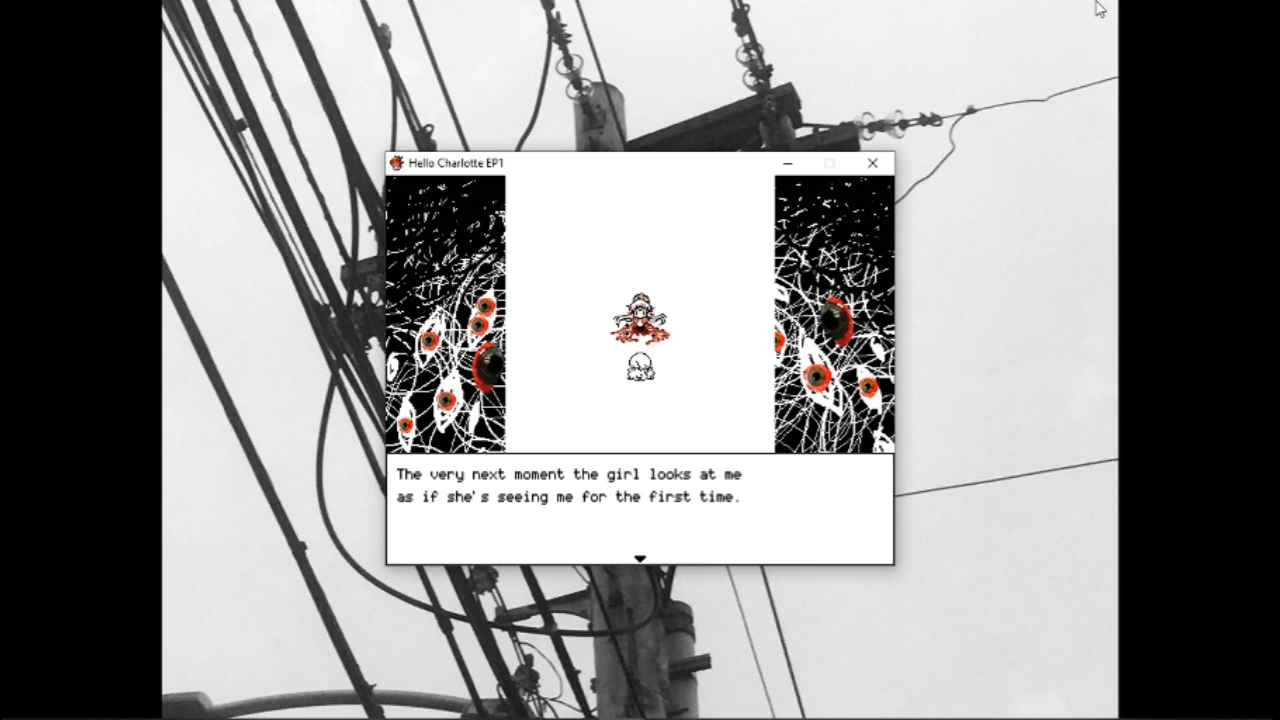 Hello Charlotte EP1
The very next moment the girl looks at me
as if she's seeing me for the first time.